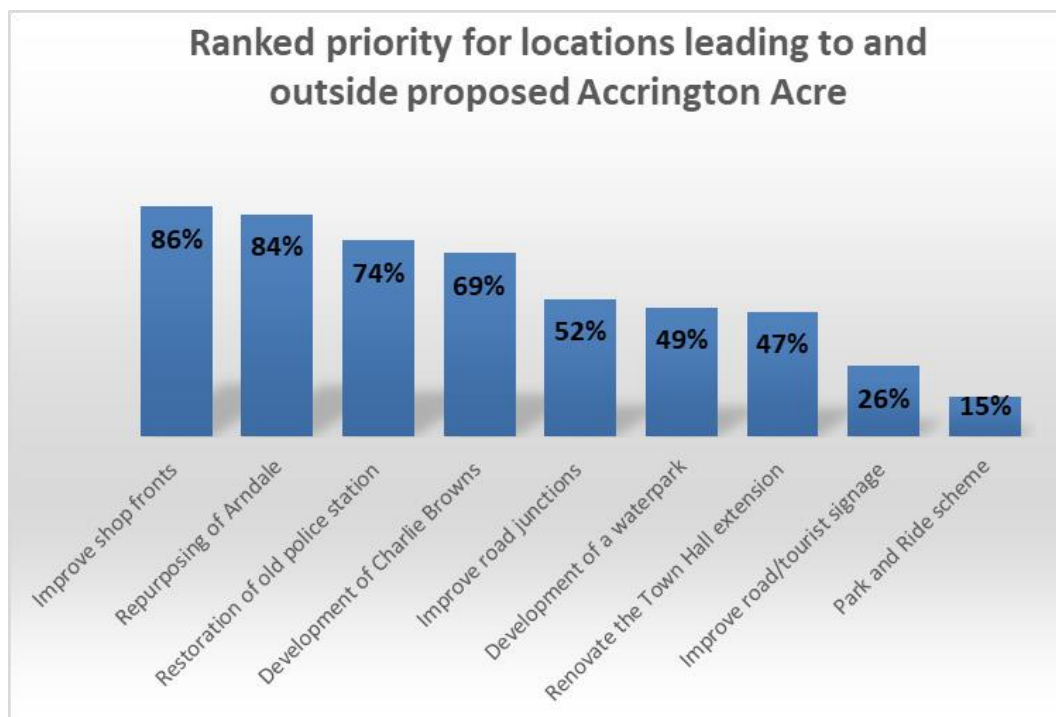 Ranked priority for locations leading to and
outside proposed Accrington Acre
86%
84%
74%
69%
52%
49%
47%
26%
15%
Improve shop fronts
Repurposing of Arndale
Restoration of old police station
Development of Charlie Browns
Improve road junctions
Development of a waterpark
Renovate the Town Hall extension
Improve road/tourist signage
Park and Ride scheme